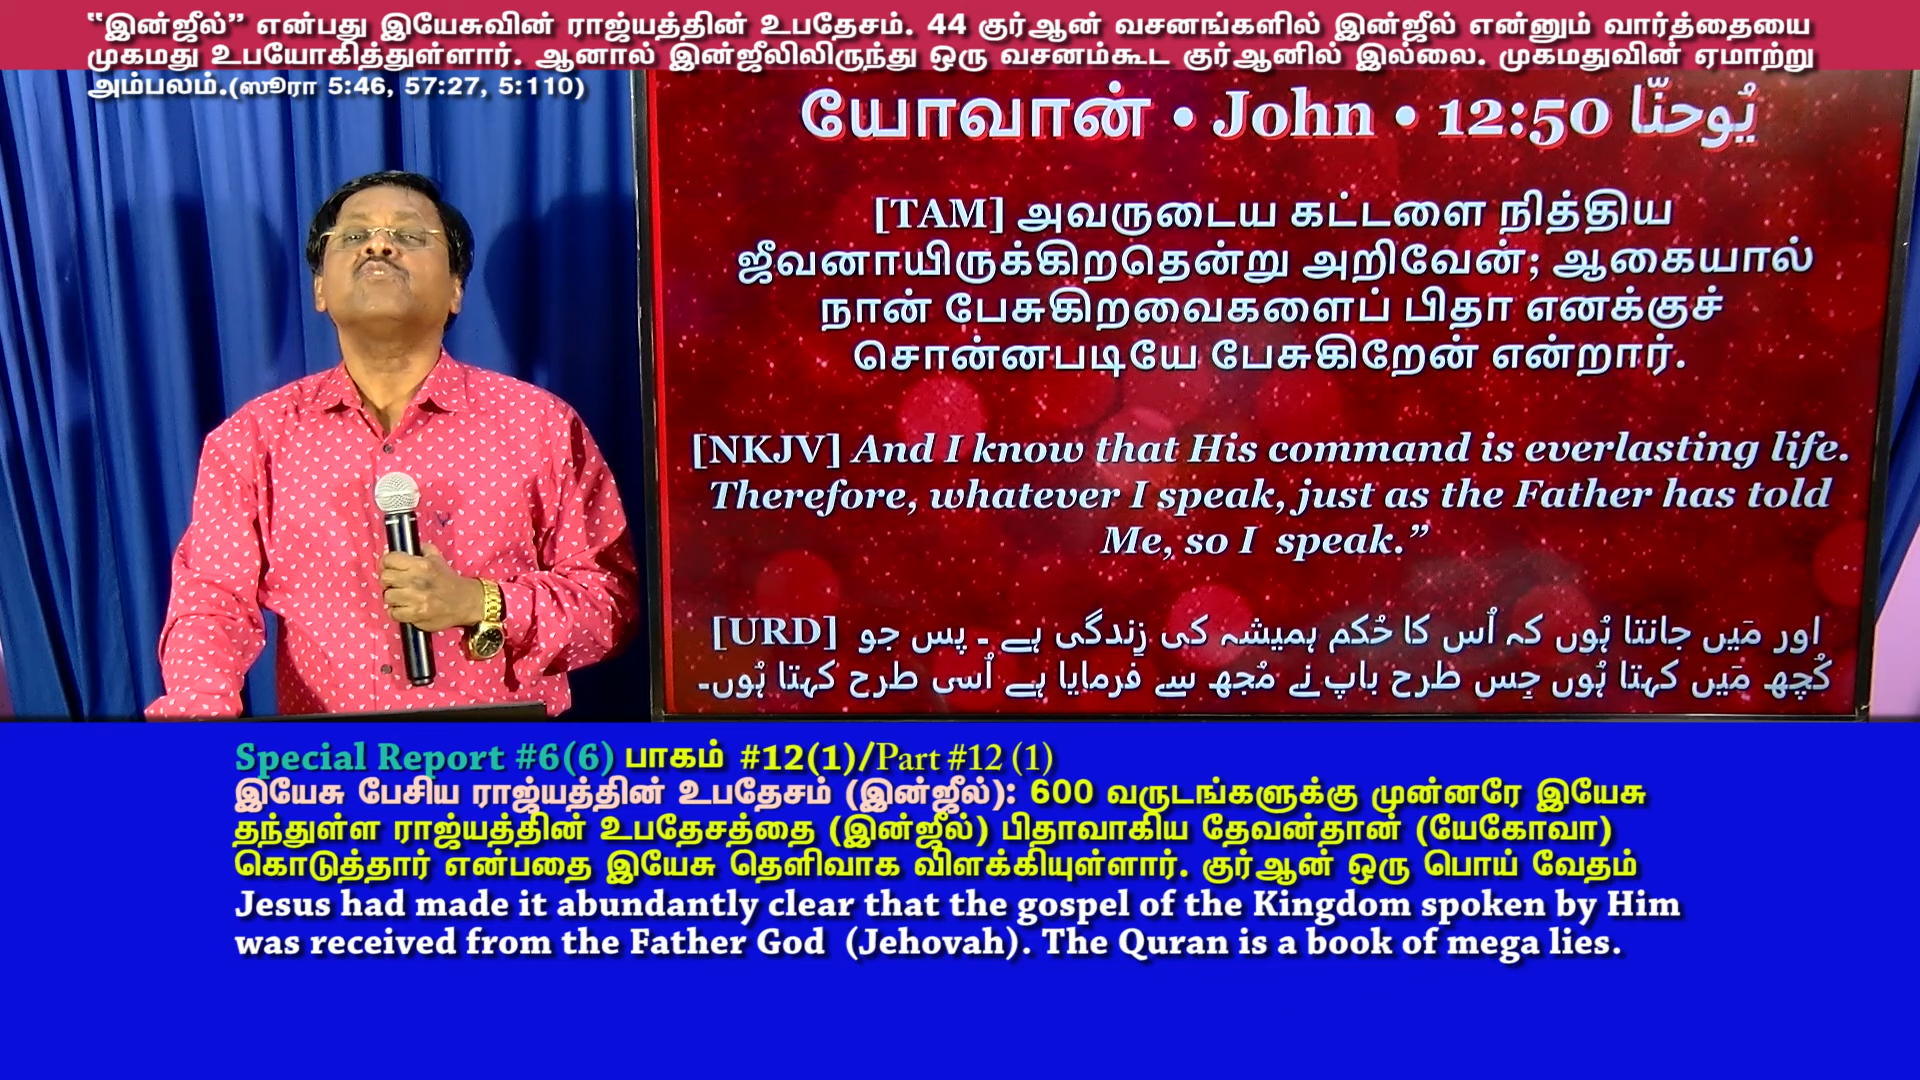 “இன்ஜீல்” என்பது இயேசுவின் ராஜ்யத்தின் உபதேசம். 44 குர்ஆன் வசனங்களில் இன்ஜீல் என்னும் வார்த்தையை
முகமது உபயோகித்துள்ளார். ஆனால் இன்ஜீலிலிருந்து ஒரு வசனம்கூட குர்ஆனில் இல்லை. முகமதுவின் ஏமாற்று
அம்பலம்.(ஸூரா 5:46, 57:27, 5:110)
யோவான் • John • 12:50 يُوحنّا
[TAM] அவருடைய கட்டளை நித்திய
ஜீவனாயிருக்கிறதென்று அறிவேன்; ஆகையால்
நான் பேசுகிறவைகளைப் பிதா எனக்குச்
சொன்னபடியே பேசுகிறேன் என்றார்.
[NKJV] And I know that His command is everlasting life.
Therefore, whatever I speak, just as the Father has told
Me, so I speak.”
[URD] اور مَیں جانتا ہُوں کہ اُس کا حُکم ہمیشہ کی زِندگی ہے ۔ پس جو
کُچھ مَیں کہتا ہُوں جِس طرح باپ نے مُجھ سے فرمایا ہے اُسی طرح کہتا ہُوں۔
Special Report #6(6) பாகம் #12(1)/Part #12 (1)
இயேசு பேசிய ராஜ்யத்தின் உபதேசம் (இன்ஜீல்): 600 வருடங்களுக்கு முன்னரே இயேசு
தந்துள்ள ராஜ்யத்தின் உபதேசத்தை (இன்ஜீல்) பிதாவாகிய தேவன்தான் (யேகோவா)
கொடுத்தார் என்பதை இயேசு தெளிவாக விளக்கியுள்ளார். குர்ஆன் ஒரு பொய் வேதம்
Jesus had made it abundantly clear that the gospel of the Kingdom spoken by Him
was received from the Father God (Jehovah). The Quran is a book of mega lies.